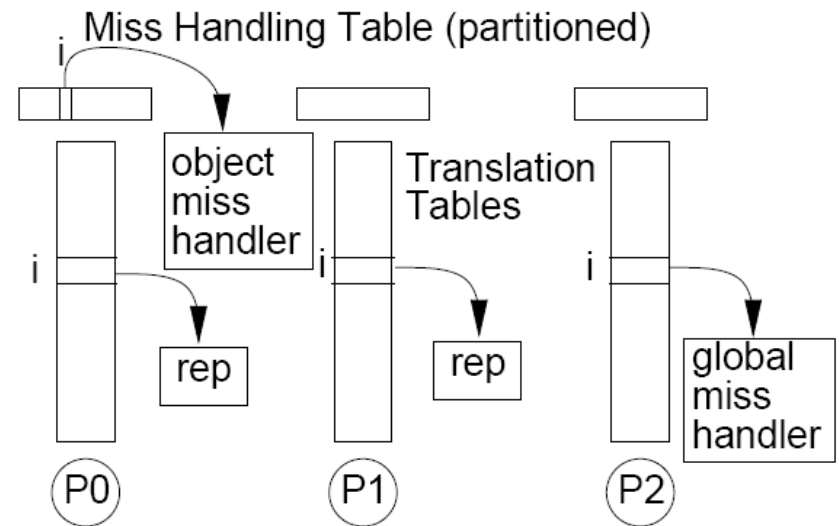 Miss Handling Table (partitioned)
i
object
miss
handler
Translation
Tables
i
i
i
rep
rep
global
miss
handler
P0
P1
P2